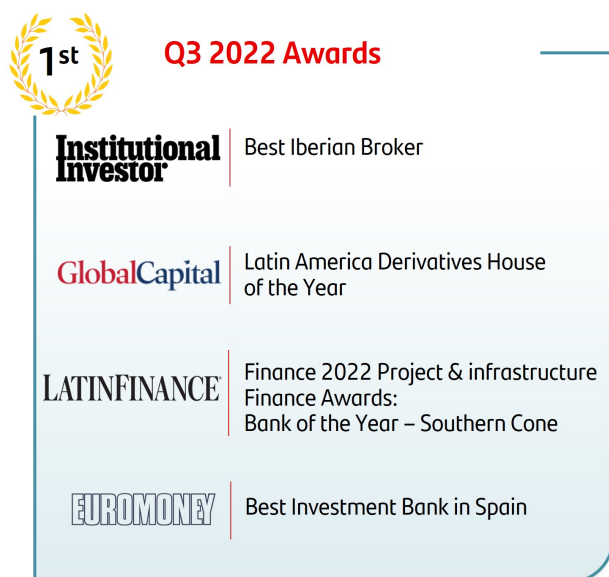 1st
Q3 2022 Awards
Institutional
Investor
Best Iberian Broker
GlobalCapital
Latin America Derivatives House
of the Year
LATINFINANCE
Finance 2022 Project & infrastructure
Finance Awards:
Bank of the Year – Southern Cone
EUROMONEY
Best Investment Bank in Spain